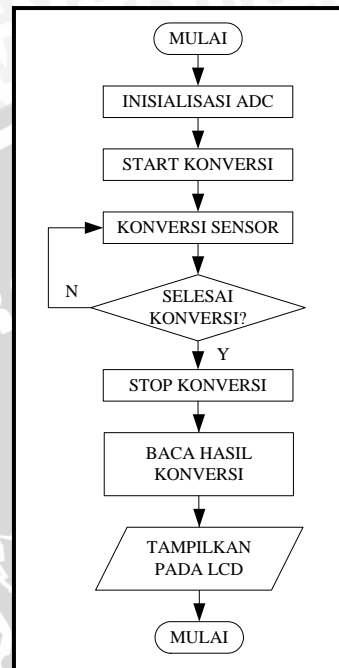 MULAI
INISIALISASI ADC
START KONVERSI
KONVERSI SENSOR
N
SELESAI
KONVERSI?
Y
STOP KONVERSI
BACA HASIL
KONVERSI
TAMPILKAN
PADA LCD
MULAI